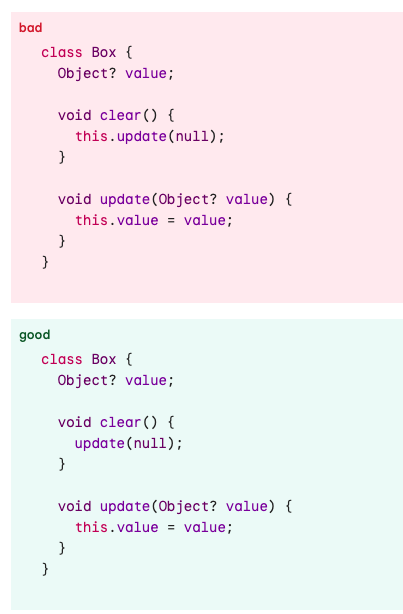 bad
class Box {
  Object? value;

  void clear() {
    this.update(null);
  }

  void update(Object? value) {
    this.value = value;
  }
}
good
class Box {
  Object? value;

  void clear() {
    update(null);
  }

  void update(Object? value) {
    this.value = value;
  }
}